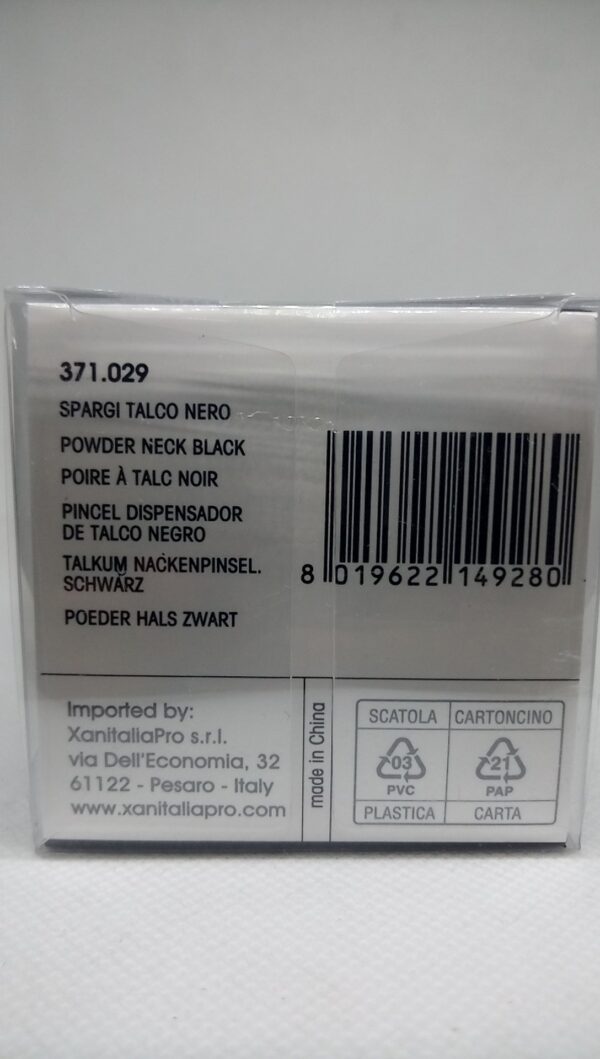 371.029
SPARGI TALCO NERO
POWDER NECK BLACK
POIRE À TALC NOIR
PINCEL DISPENSADOR
DE TALCO NEGRO
TALKUM NACKENPINSEL.
SCHWÄRZ
POEDER HALS ZWART
8 019622 149280
Imported by:
XanitaliaPro s.r.l.
via Dell'Economia, 32
61122 - Pesaro - Italy
www.xanitaliapro.com
made in China
SCATOLA CARTONCINO
03 21
PVC PAP
PLASTICA CARTA